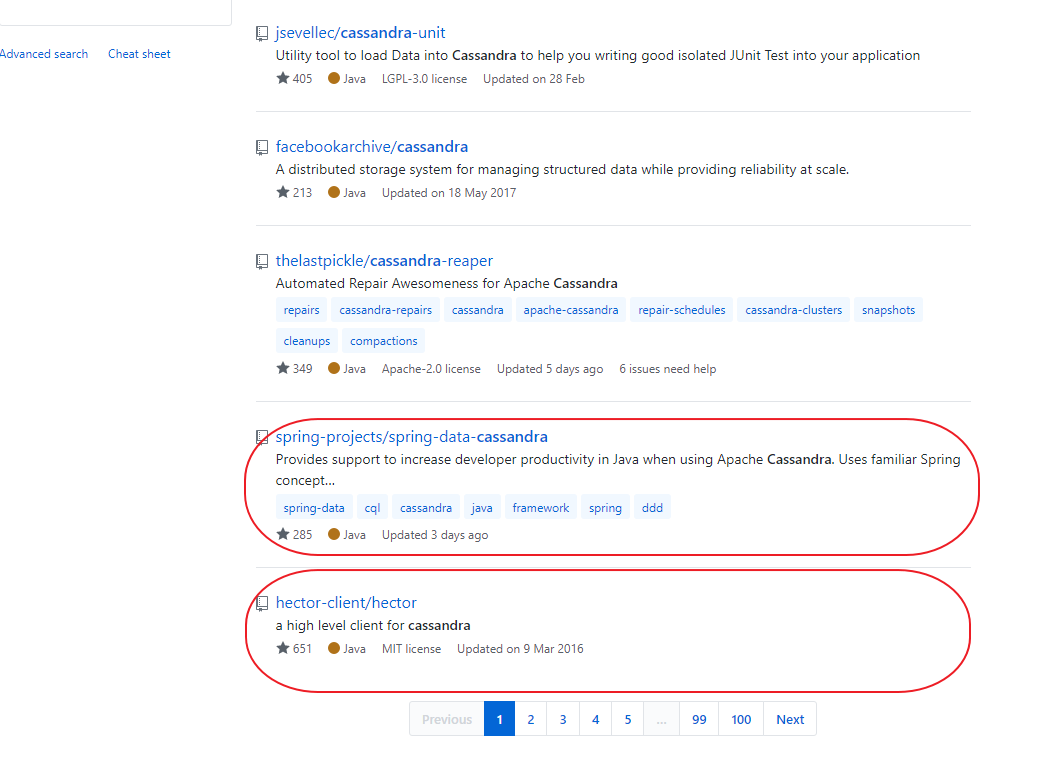 Advanced search Cheat sheet
jsevellec/cassandra-unit
Utility tool to load Data into Cassandra to help you writing good isolated JUnit Test into your application
405 Java LGPL-3.0 license Updated on 28 Feb
facebookarchive/cassandra
A distributed storage system for managing structured data while providing reliability at scale.
213 Java Updated on 18 May 2017
thelastpickle/cassandra-reaper
Automated Repair Awesomeness for Apache Cassandra
repairs cassandra-repairs cassandra apache-cassandra repair-schedules cassandra-clusters snapshots
cleanups compactions
349 Java Apache-2.0 license Updated 5 days ago 6 issues need help
spring-projects/spring-data-cassandra
Provides support to increase developer productivity in Java when using Apache Cassandra. Uses familiar Spring
concept...
spring-data cql cassandra java framework spring ddd
285 Java Updated 3 days ago
hector-client/hector
a high level client for cassandra
651 Java MIT license Updated on 9 Mar 2016
Previous 1 2 3 4 5 ... 99 100 Next